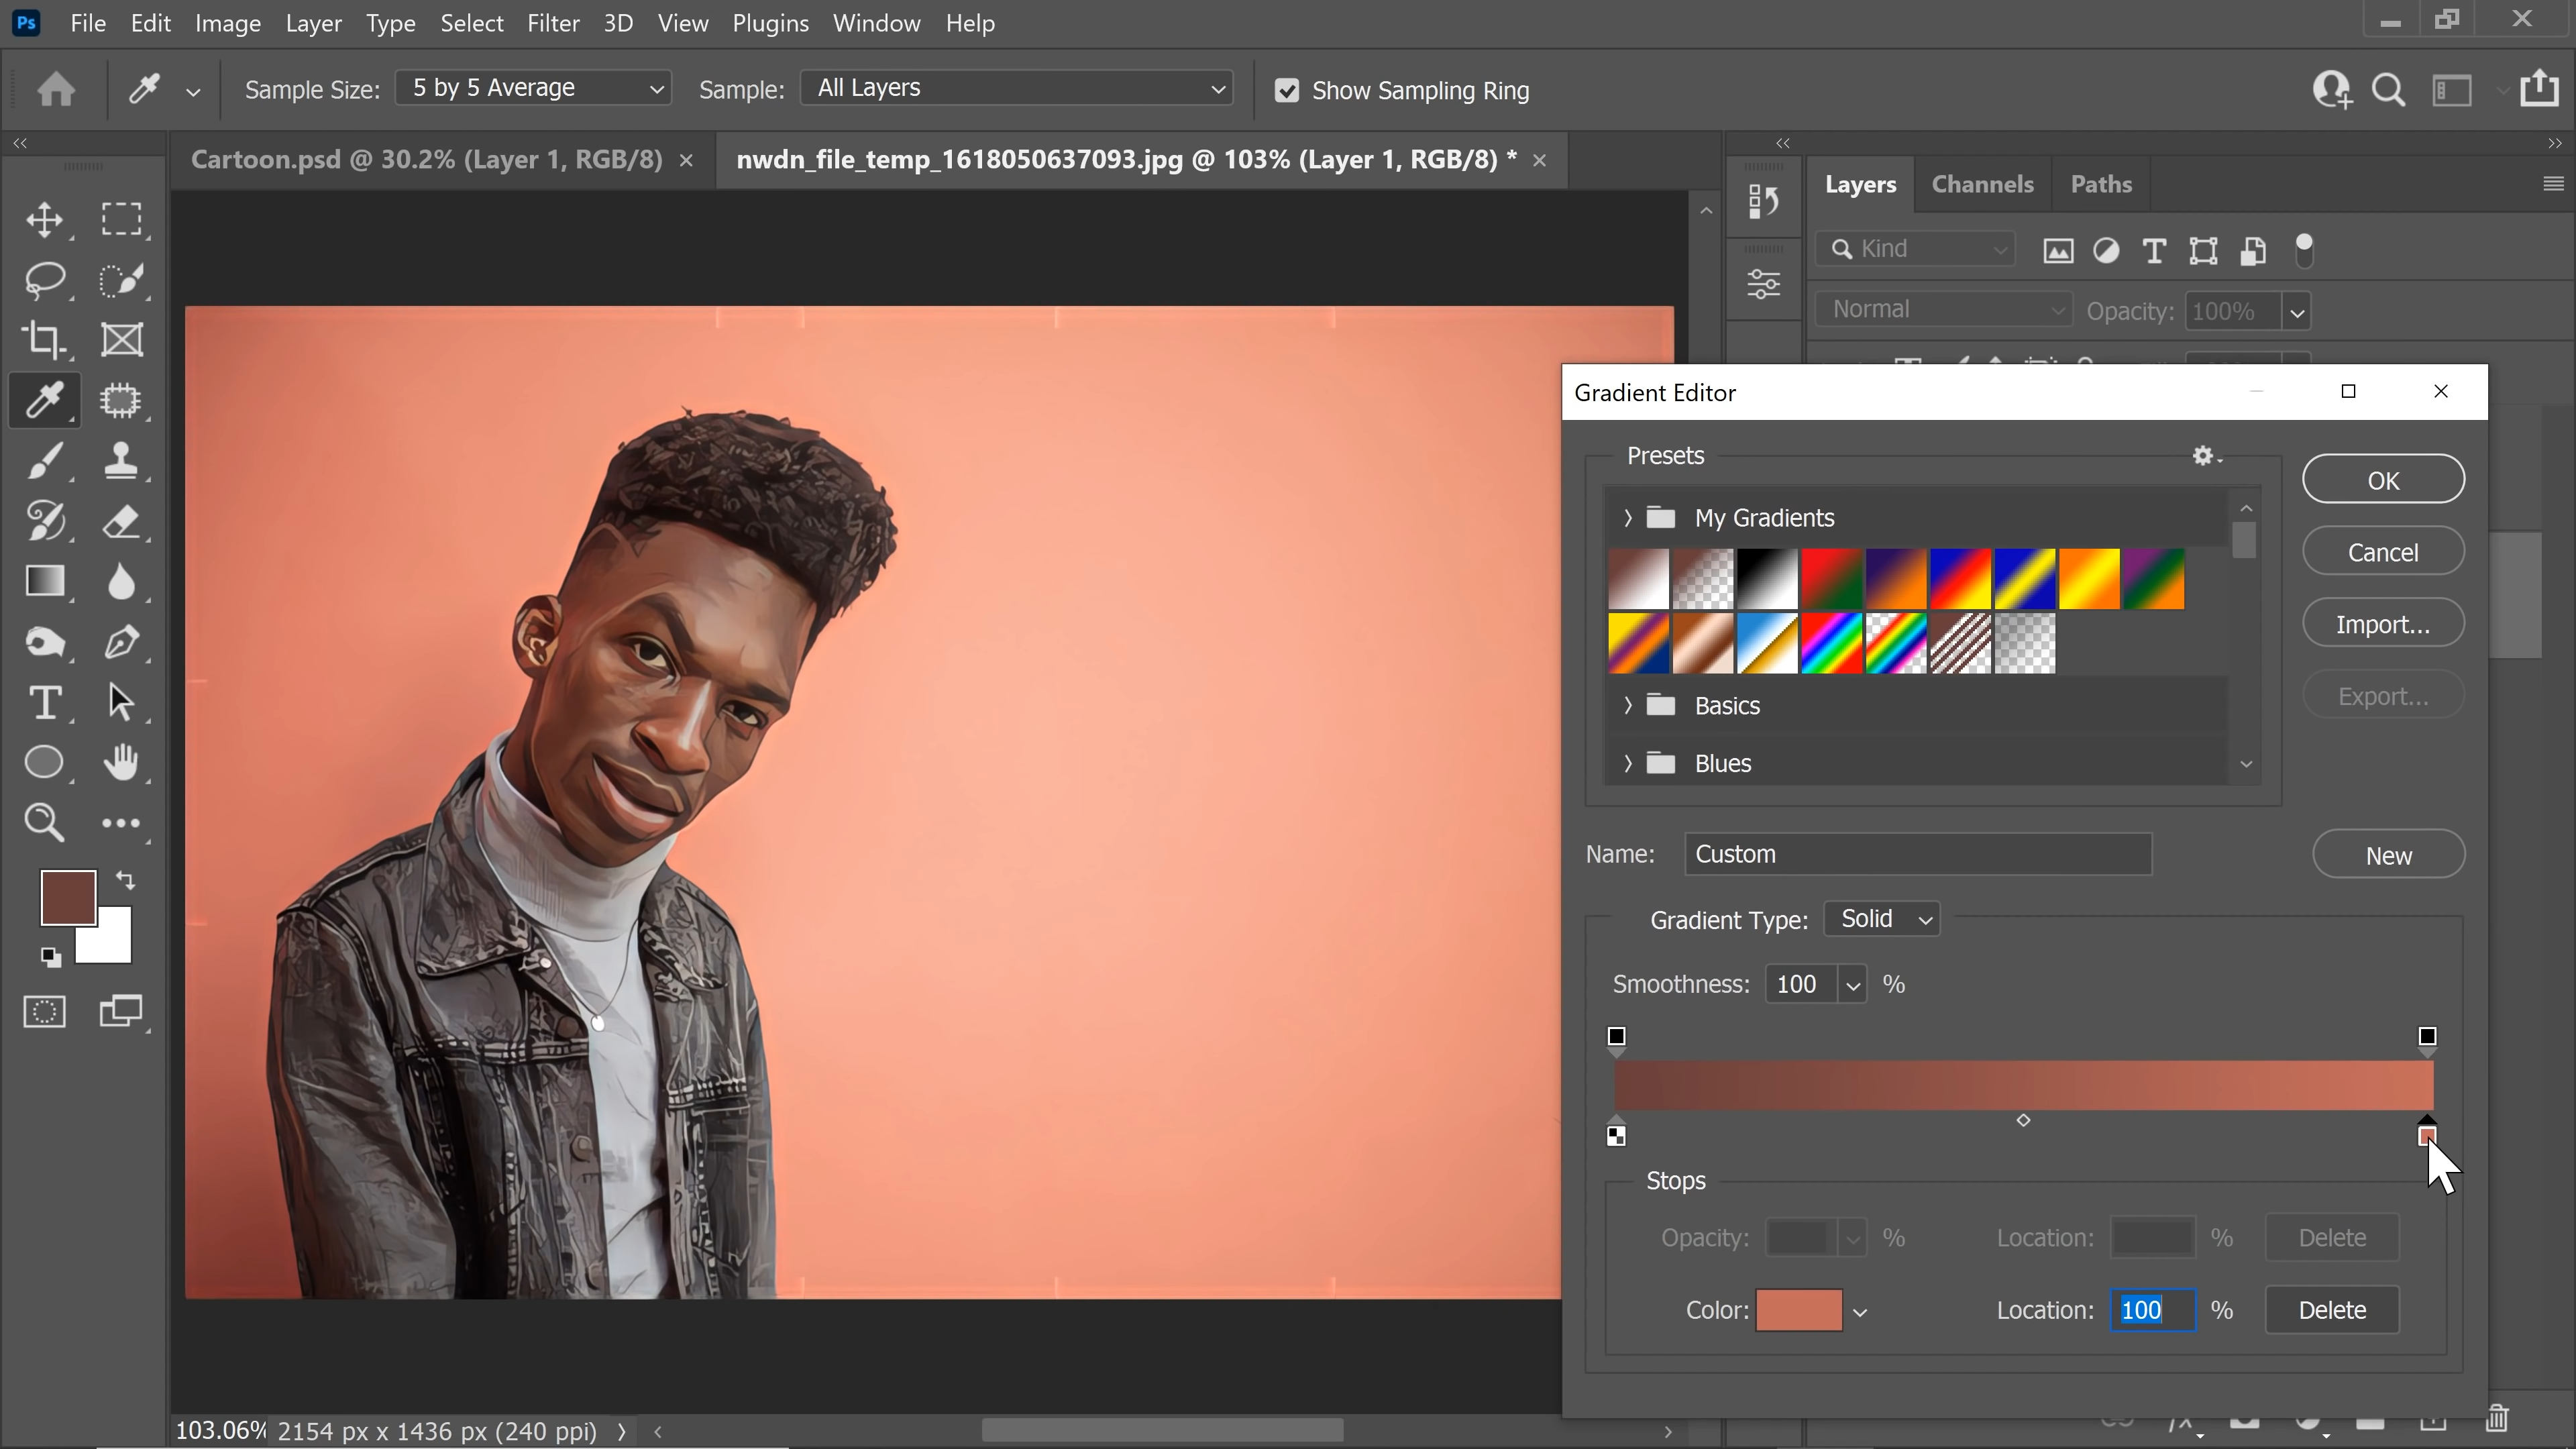 Ps File Edit Image Layer Type Select Filter 3D View Plugins Window Help
Sample Size: 5 by 5 Average Sample: All Layers Show Sampling Ring
Cartoon.psd @ 30.2% (Layer 1, RGB/8) nwdn_file_temp_1618050637093.jpg @ 103% (Layer 1, RGB/8) *
Layers Channels Paths
Kind
Normal Opacity: 100%
Gradient Editor
Presets
OK
My Gradients
Cancel
Import...
Export...
Basics
Blues
Name: Custom New
Gradient Type: Solid
Smoothness: 100 %
Stops
Opacity: % Location: % Delete
Color: Location: 100 % Delete
103.06% 2154 px x 1436 px (240 ppi)